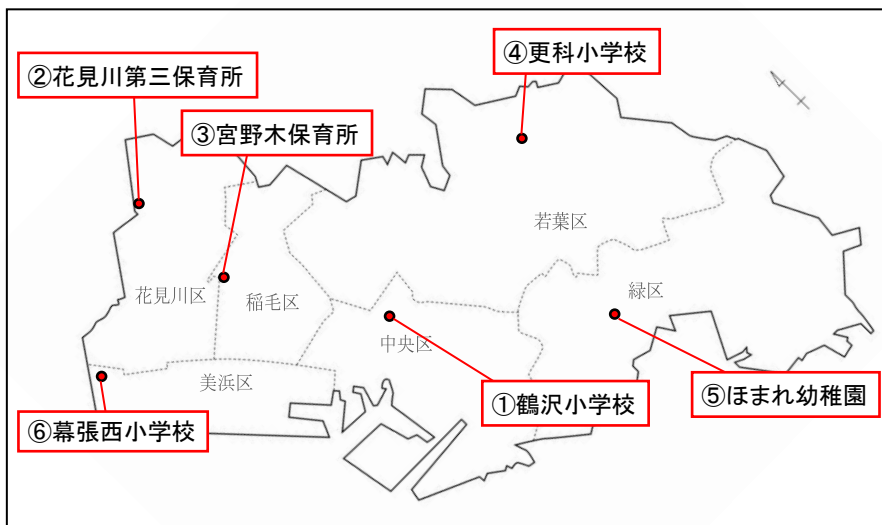 ④更科小学校
②花見川第三保育所
③宮野木保育所
若葉区
花見川区
稲毛区
緑区
中央区
美浜区
①鶴沢小学校
⑤ほまれ幼稚園
⑥幕張西小学校